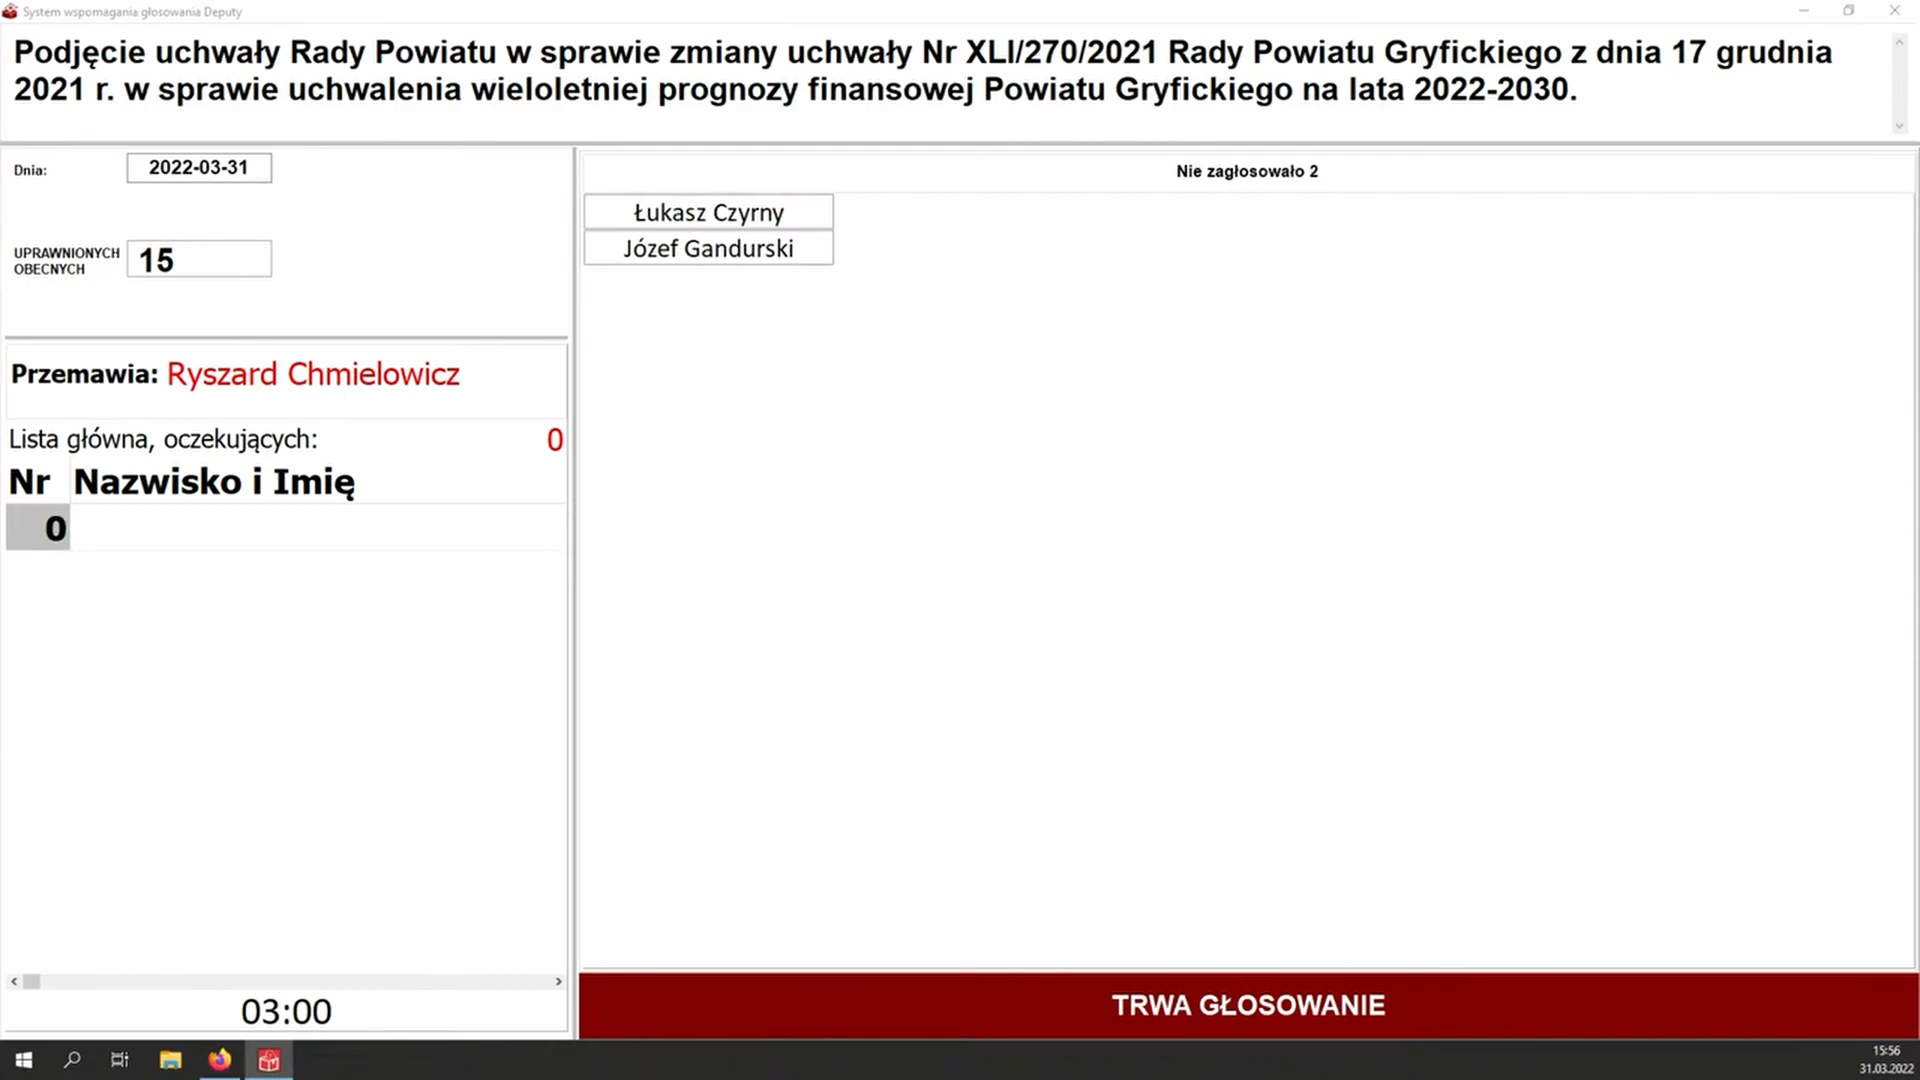 System wspomagania głosowania Deputy
Podjęcie uchwały Rady Powiatu w sprawie zmiany uchwały Nr XLI/270/2021 Rady Powiatu Gryfickiego z dnia 17 grudnia
2021 r. w sprawie uchwalenia wieloletniej prognozy finansowej Powiatu Gryfickiego na lata 2022-2030.
Dnia: 2022-03-31
UPRAWNIONYCH
OBECNYCH
15
Przemawia: Ryszard Chmielowicz
Lista główna, oczekujących: 0
Nr Nazwisko i Imię
0
03:00
Nie zagłosowało 2
Łukasz Czyrny
Józef Gandurski
TRWA GŁOSOWANIE
15:56
31.03.2022